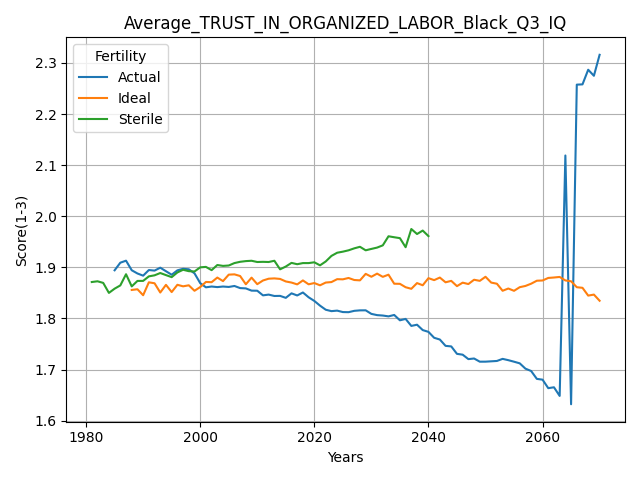 Average_TRUST_IN_ORGANIZED_LABOR_Black_Q3_IQ
Fertility
Actual
Ideal
Sterile
Score(1-3)
2.3
2.2
2.1
2.0
1.9
1.8
1.7
1.6
1980
2000
2020
2040
2060
Years